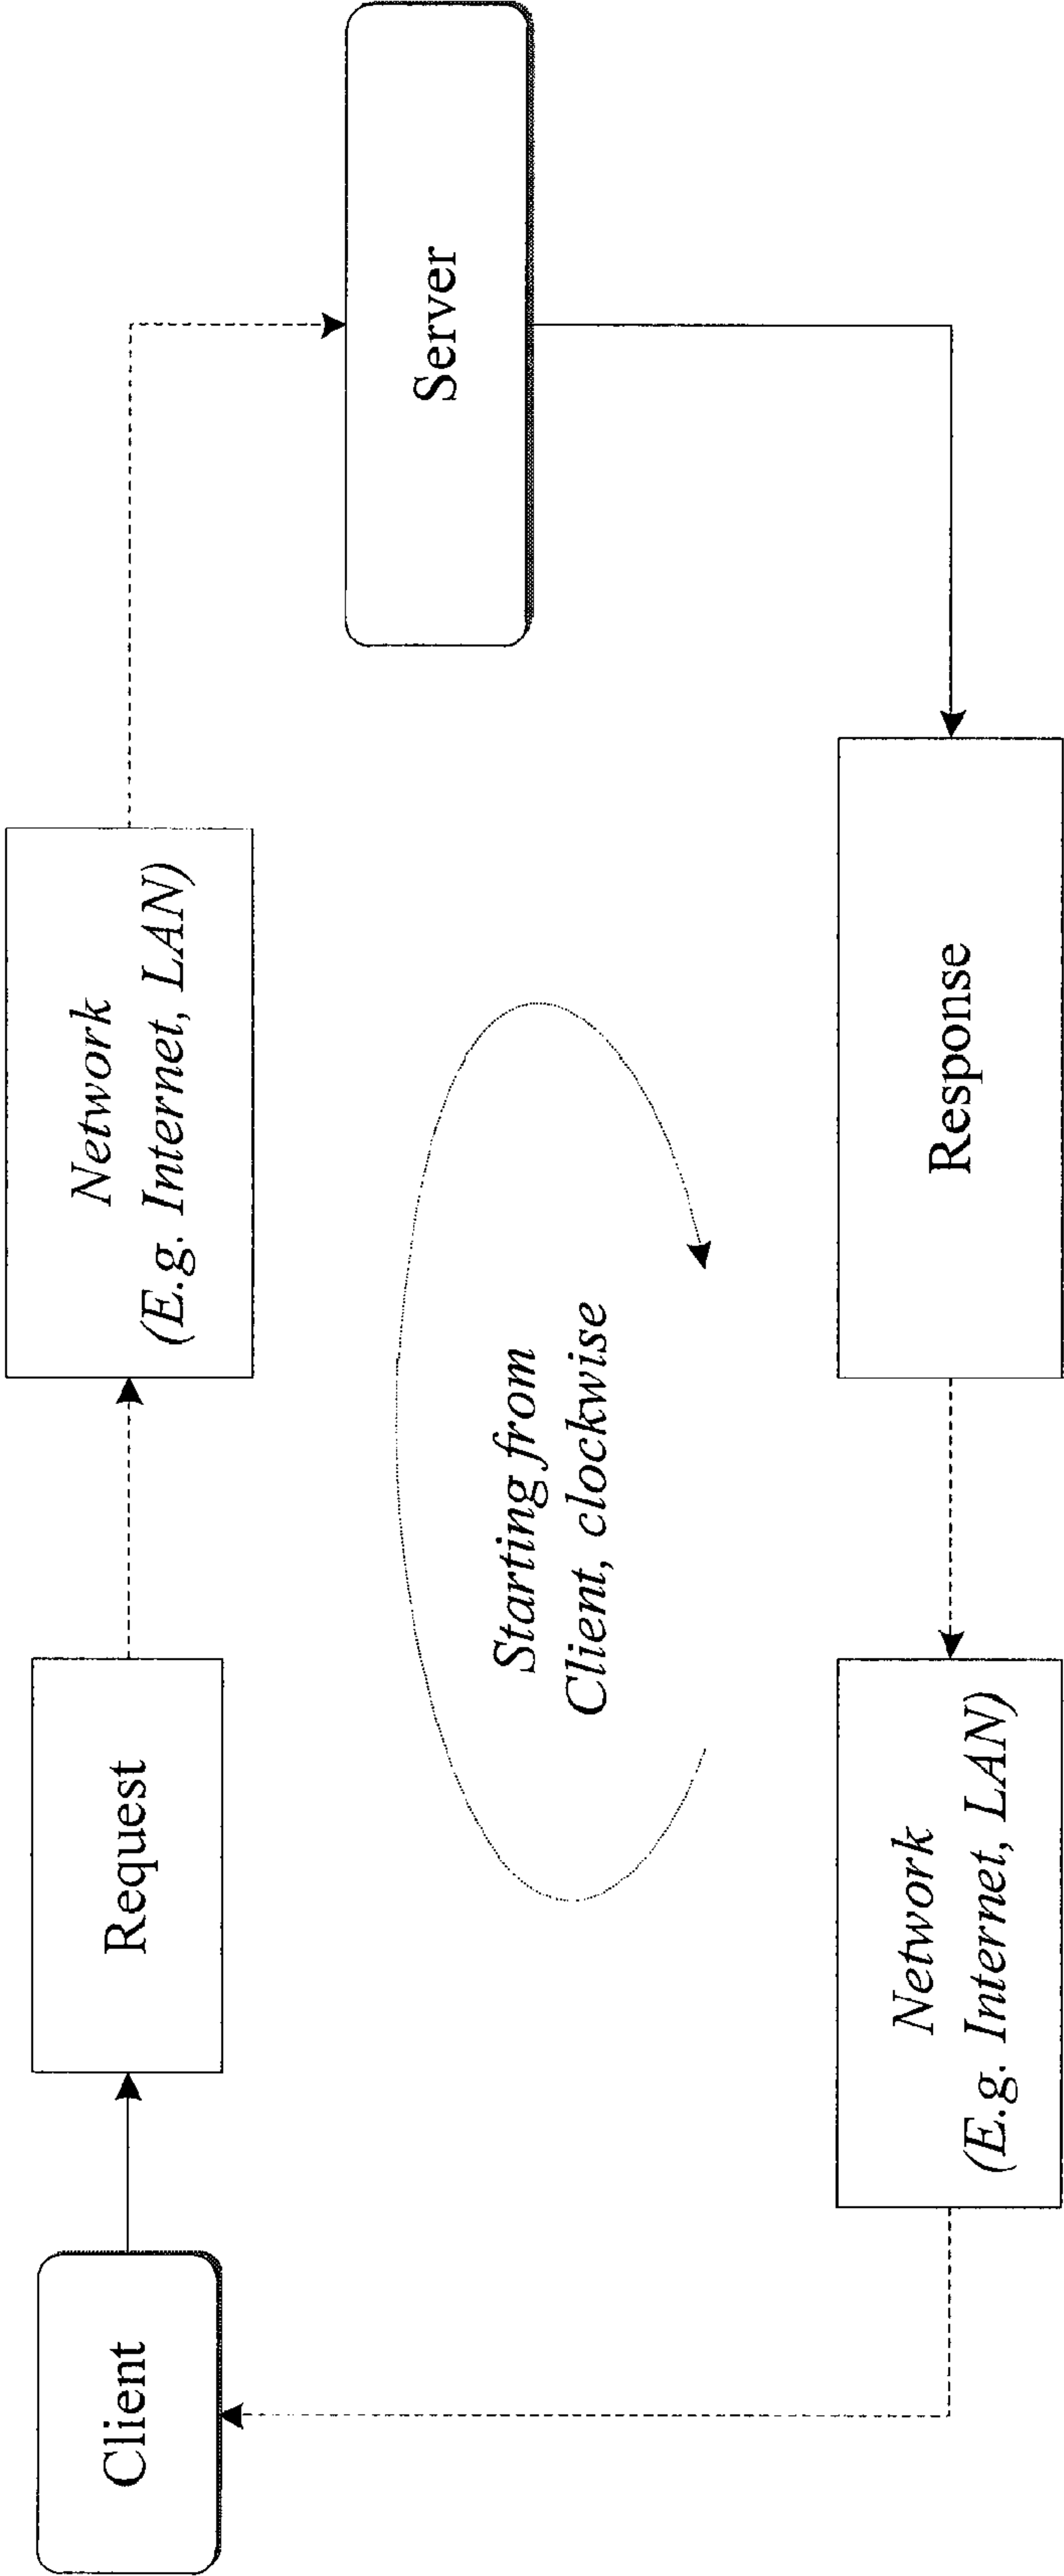 Client
Request
Network
(E.g. Internet, LAN)
Server
Starting from
Client, clockwise
Response
Network
(E.g. Internet, LAN)